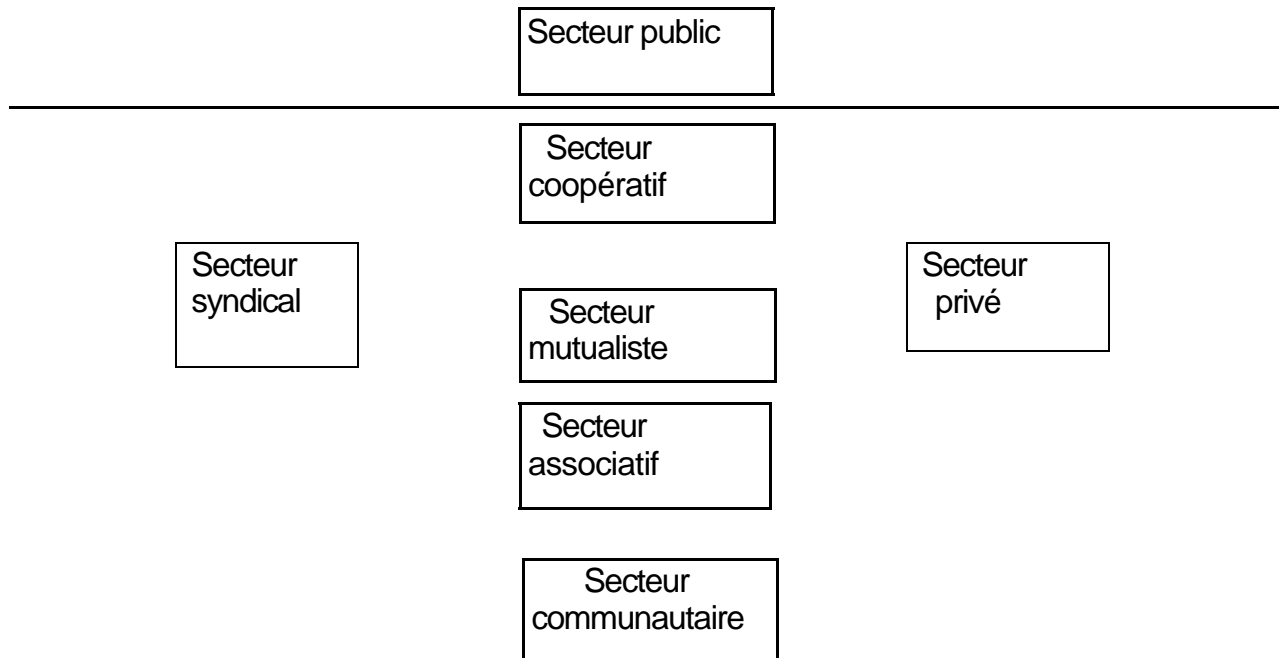 Secteur public
Secteur
coopératif
Secteur
syndical
Secteur
privé
Secteur
mutualiste
Secteur
associatif
Secteur
communautaire